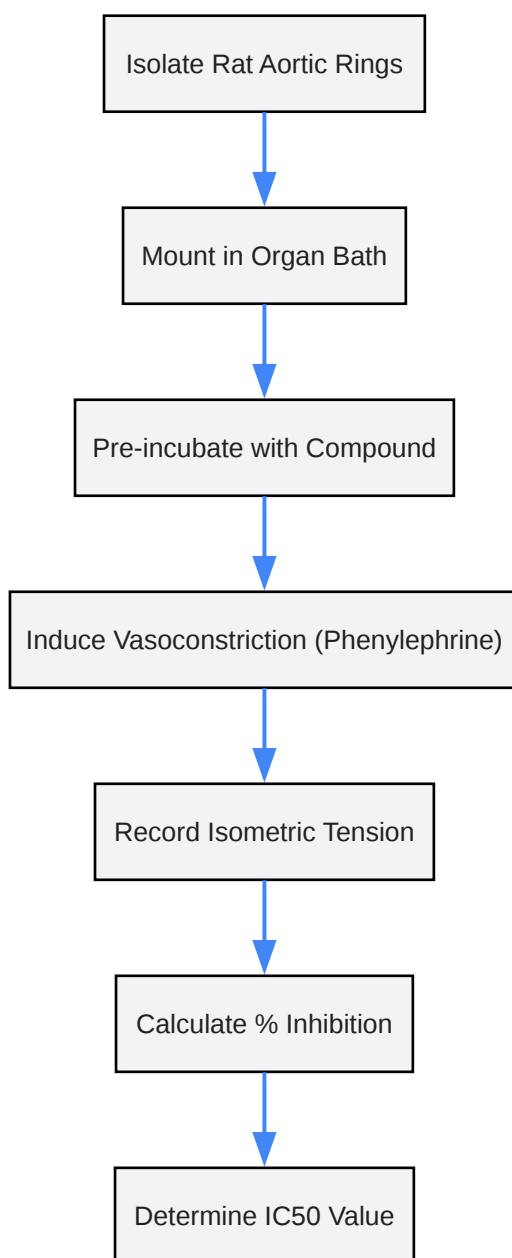 Isolate Rat Aortic Rings
Mount in Organ Bath
Pre-incubate with Compound
Induce Vasoconstriction (Phenylephrine)
Record Isometric Tension
Calculate % Inhibition
Determine IC50 Value